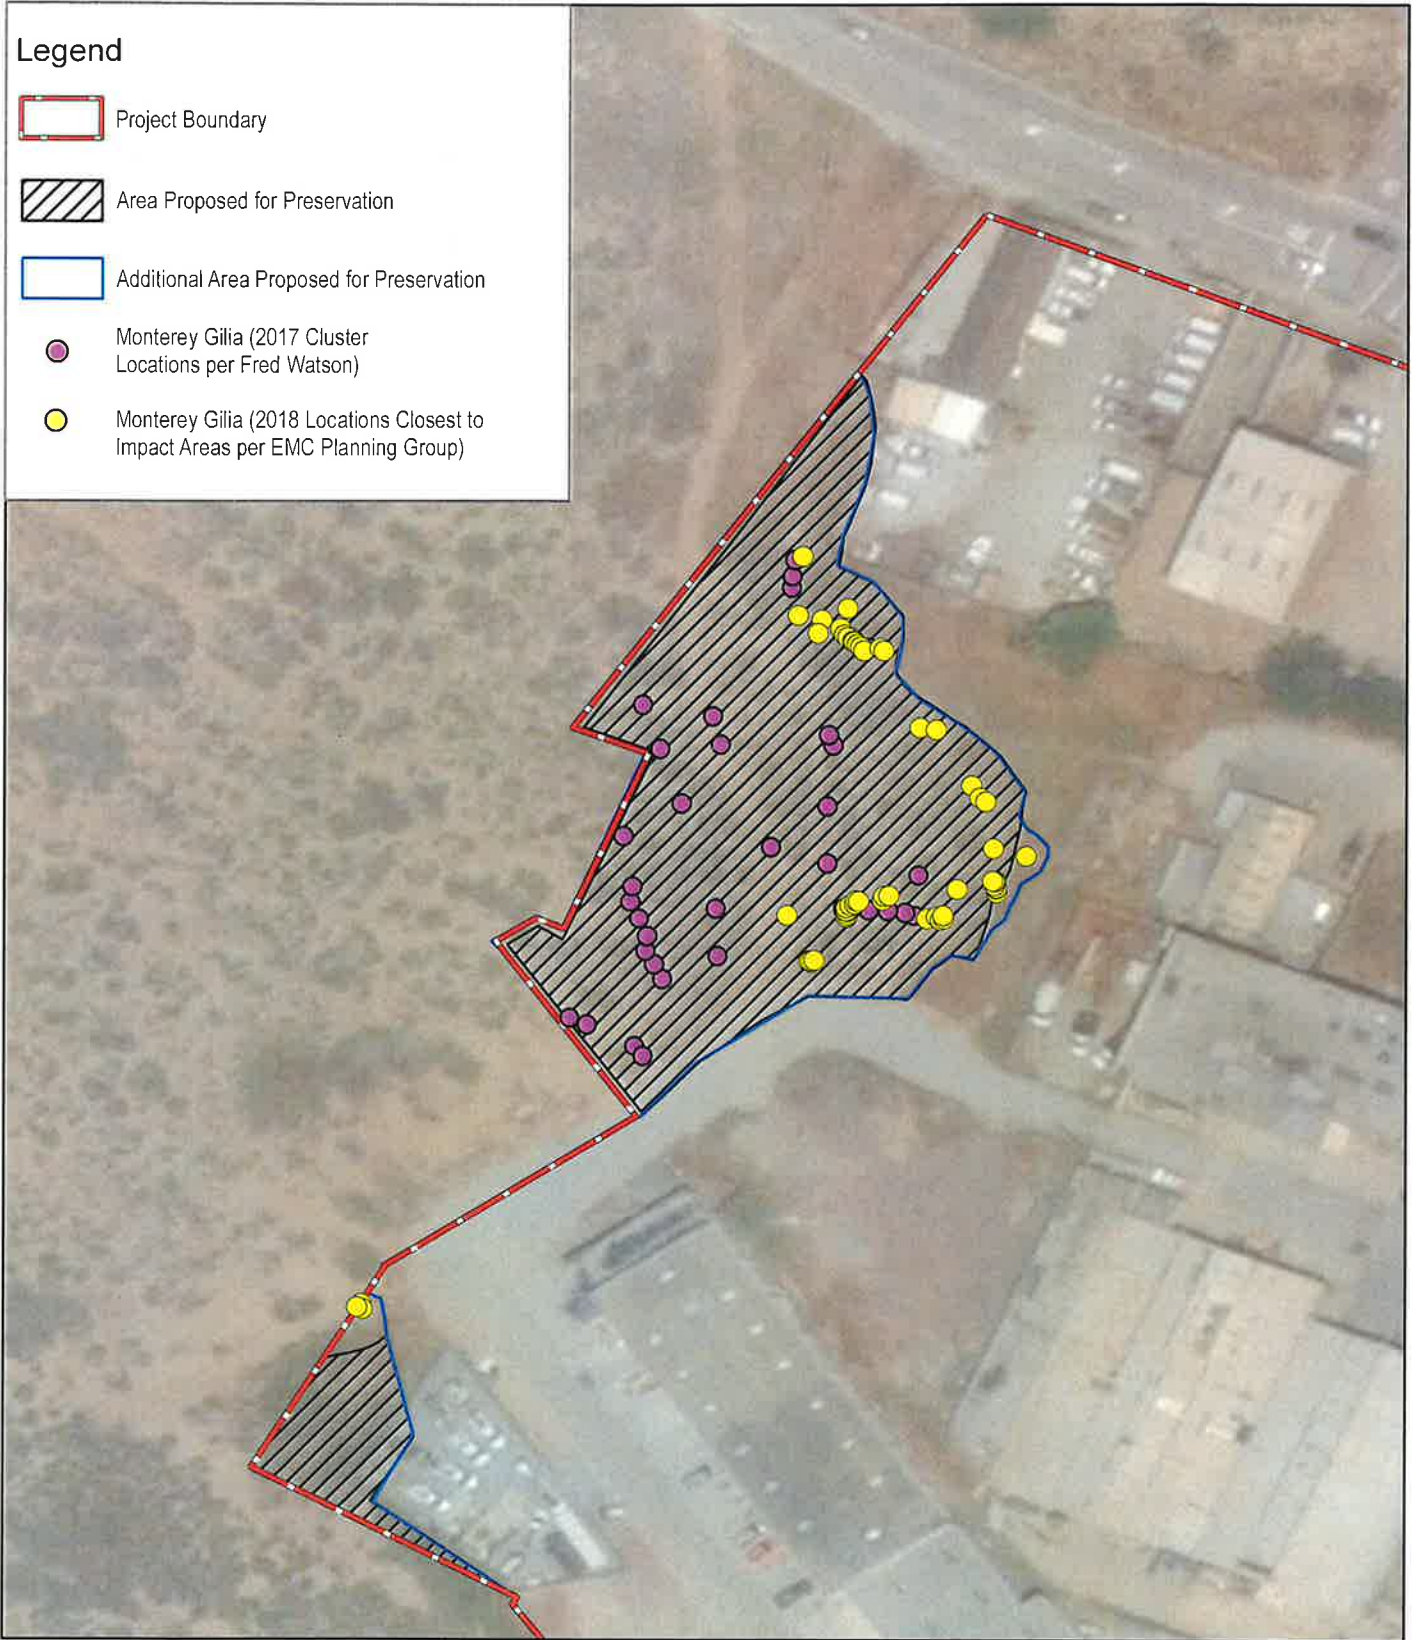 Legend
Project Boundary
Area Proposed for Preservation
Additional Area Proposed for Preservation
Monterey Gilia (2017 Cluster
Locations per Fred Watson)
Monterey Gilia (2018 Locations Closest to
Impact Areas per EMC Planning Group)